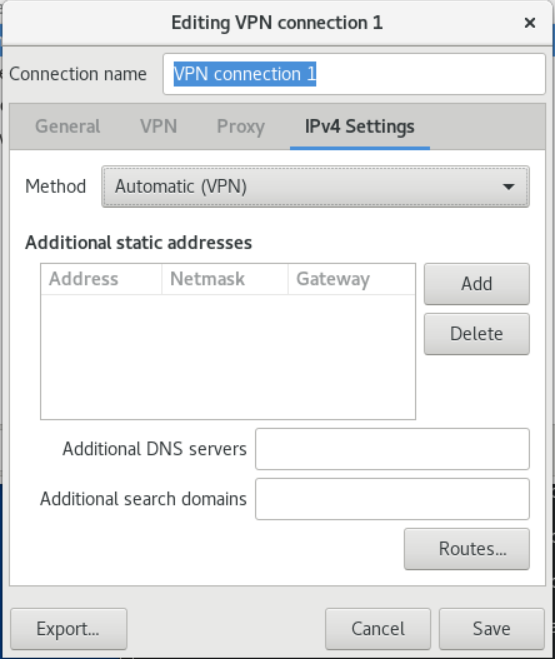 Editing VPN connection 1
Connection name VPN connection 1
General VPN Proxy IPv4 Settings
Method Automatic (VPN)
Additional static addresses
Address Netmask Gateway
Add
Delete
Additional DNS servers
Additional search domains
Routes...
Export... Cancel Save